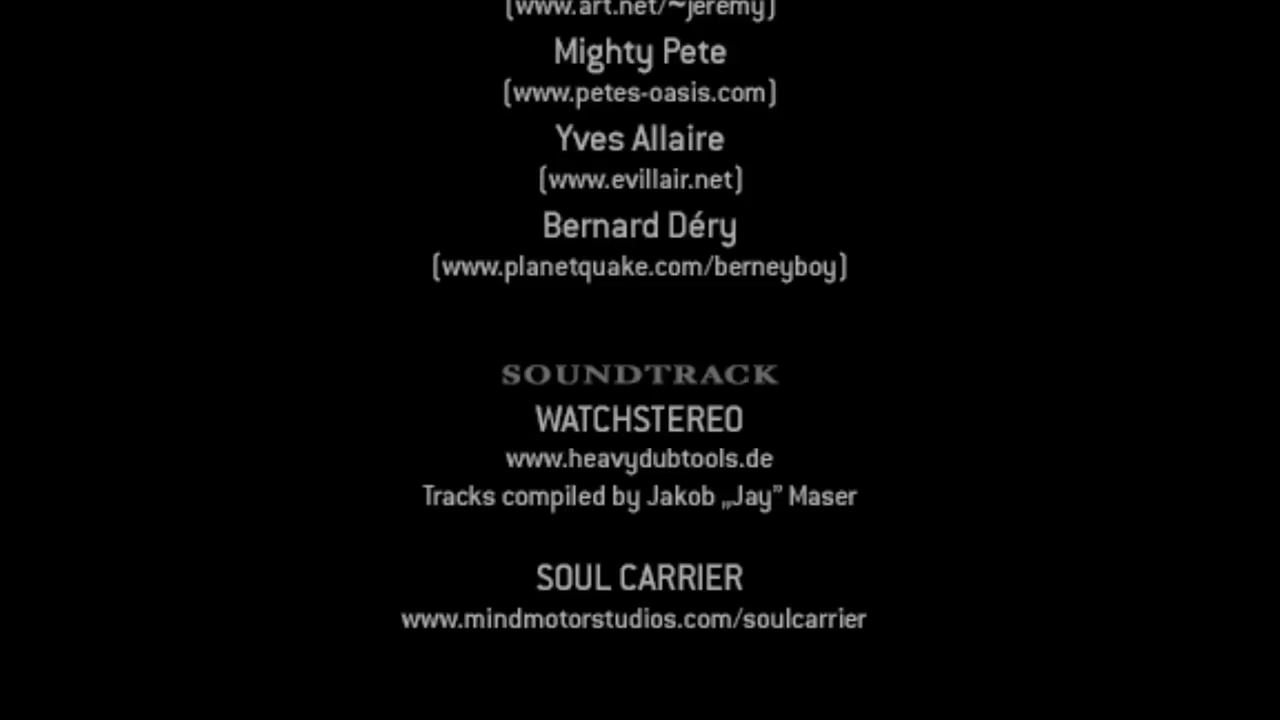 (www.art.net/~jeremy)
Mighty Pete
(www.petes-oasis.com)
Yves Allaire
(www.evillair.net)
Bernard Déry
(www.planetquake.com/berneyboy)
SOUNDTRACK
WATCHSTEREO
www.heavydubtools.de
Tracks compiled by Jakob „Jay” Maser
SOUL CARRIER
www.mindmotorstudios.com/soulcarrier